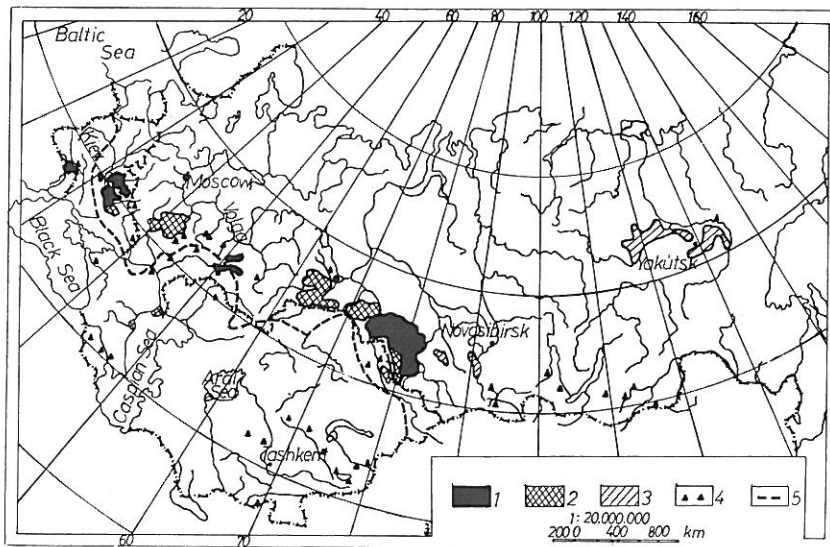 20
40
60
80
100
120
140
160
Baltic
Sea
Kiev
Moscow
Volga
Black Sea
Yakutsk
Novosibirsk
Caspian Sea
Aral
Sea
Tashkent
1
2
3
4
5
1: 20.000.000
200 0 400 800 km
60
70